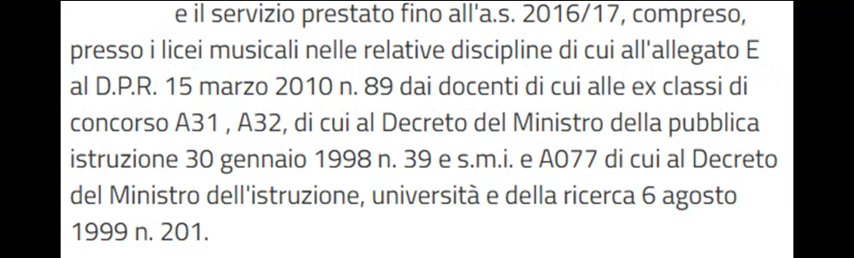 e il servizio prestato fino all'a.s. 2016/17, compreso,
presso i licei musicali nelle relative discipline di cui all'allegato E
al D.P.R. 15 marzo 2010 n. 89 dai docenti di cui alle ex classi di
concorso A31 , A32, di cui al Decreto del Ministro della pubblica
istruzione 30 gennaio 1998 n. 39 e s.m.i. e A077 di cui al Decreto
del Ministro dell'istruzione, università e della ricerca 6 agosto
1999 n. 201.